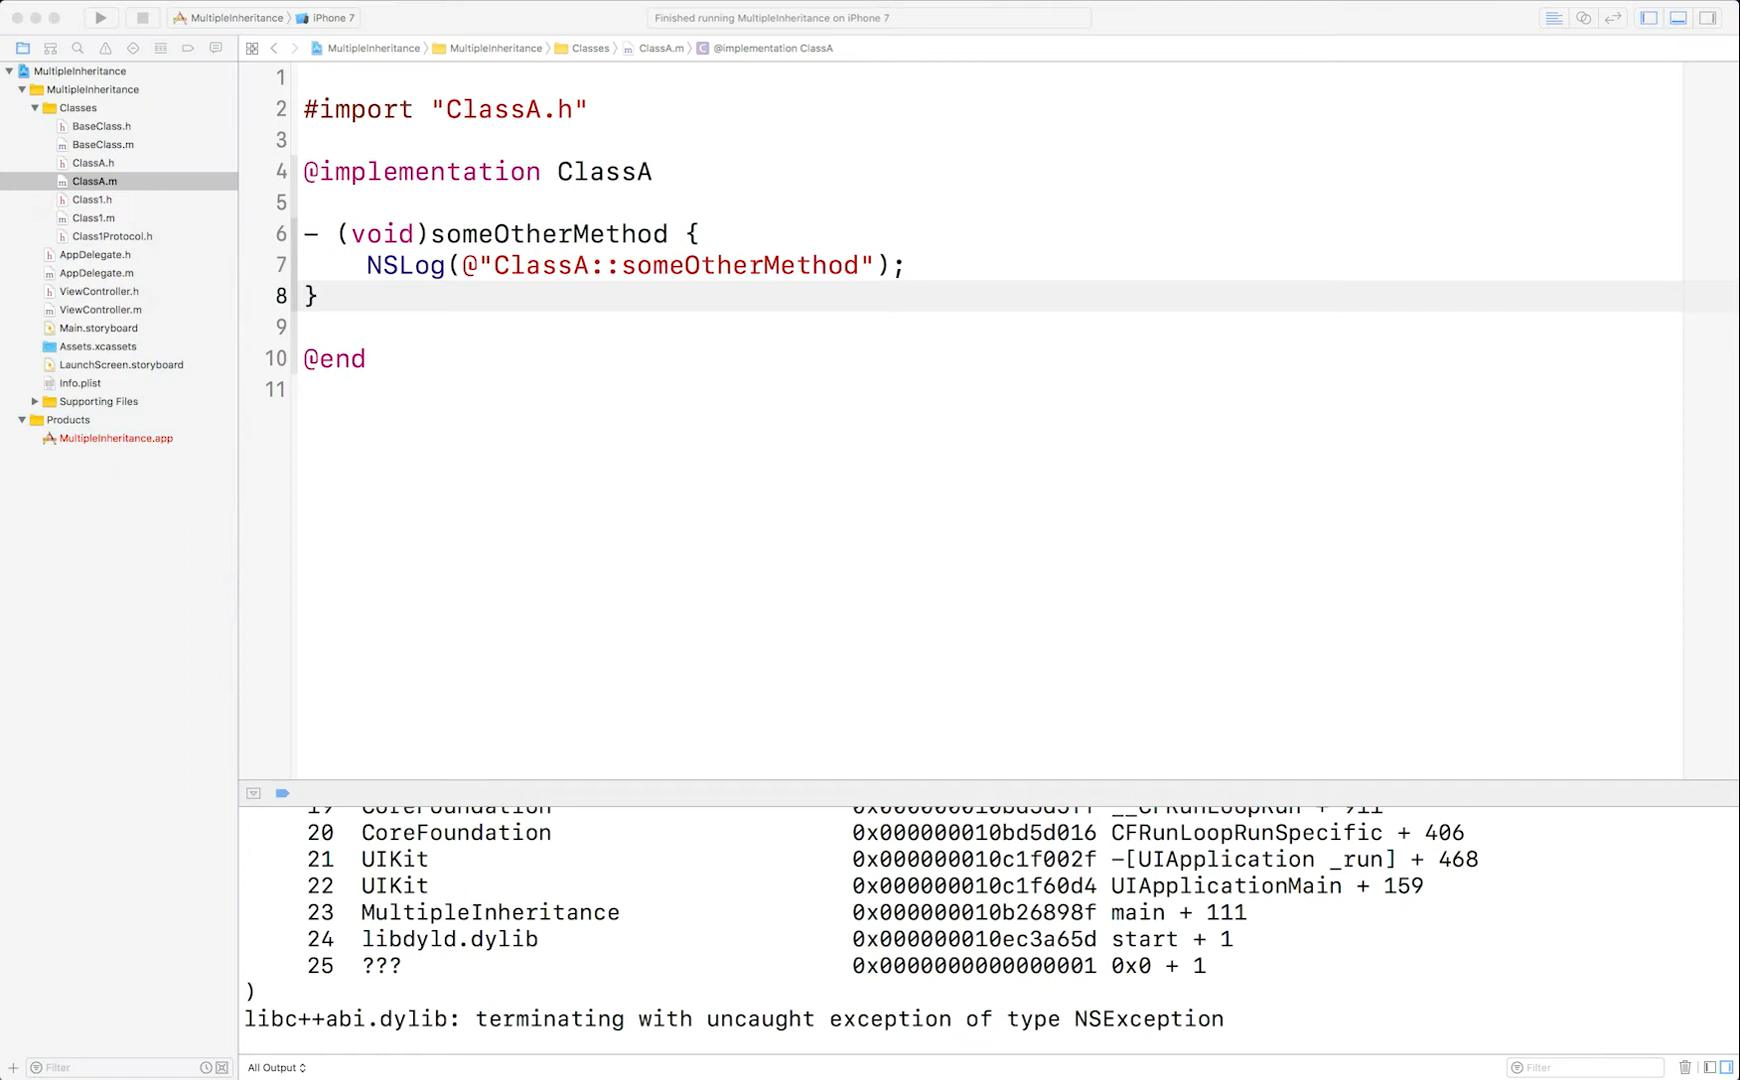 MultipleInheritance 〉 iPhone 7
Finished running MultipleInheritance on iPhone 7
MultipleInheritance 〉 MultipleInheritance 〉 Classes 〉 ClassA.m 〉 C @implementation ClassA
MultipleInheritance
MultipleInheritance
Classes
h BaseClass.h
m BaseClass.m
h ClassA.h
m ClassA.m
h Class1.h
m Class1.m
h Class1Protocol.h
h AppDelegate.h
m AppDelegate.m
h ViewController.h
m ViewController.m
Main.storyboard
Assets.xcassets
LaunchScreen.storyboard
Info.plist
Supporting Files
Products
MultipleInheritance.app
1
2 #import "ClassA.h"
3
4 @implementation ClassA
5
6 - (void)someOtherMethod {
7 NSLog(@"ClassA::someOtherMethod");
8 }
9
10 @end
11
19 CoreFoundation 0x000000010bd5d5ff __CFRunLoopRun + 911
20 CoreFoundation 0x000000010bd5d016 CFRunLoopRunSpecific + 406
21 UIKit 0x000000010c1f002f -[UIApplication _run] + 468
22 UIKit 0x000000010c1f60d4 UIApplicationMain + 159
23 MultipleInheritance 0x000000010b26898f main + 111
24 libdyld.dylib 0x000000010ec3a65d start + 1
25 ??? 0x0000000000000001 0x0 + 1
)
libc++abi.dylib: terminating with uncaught exception of type NSException
Filter
All Output
Filter